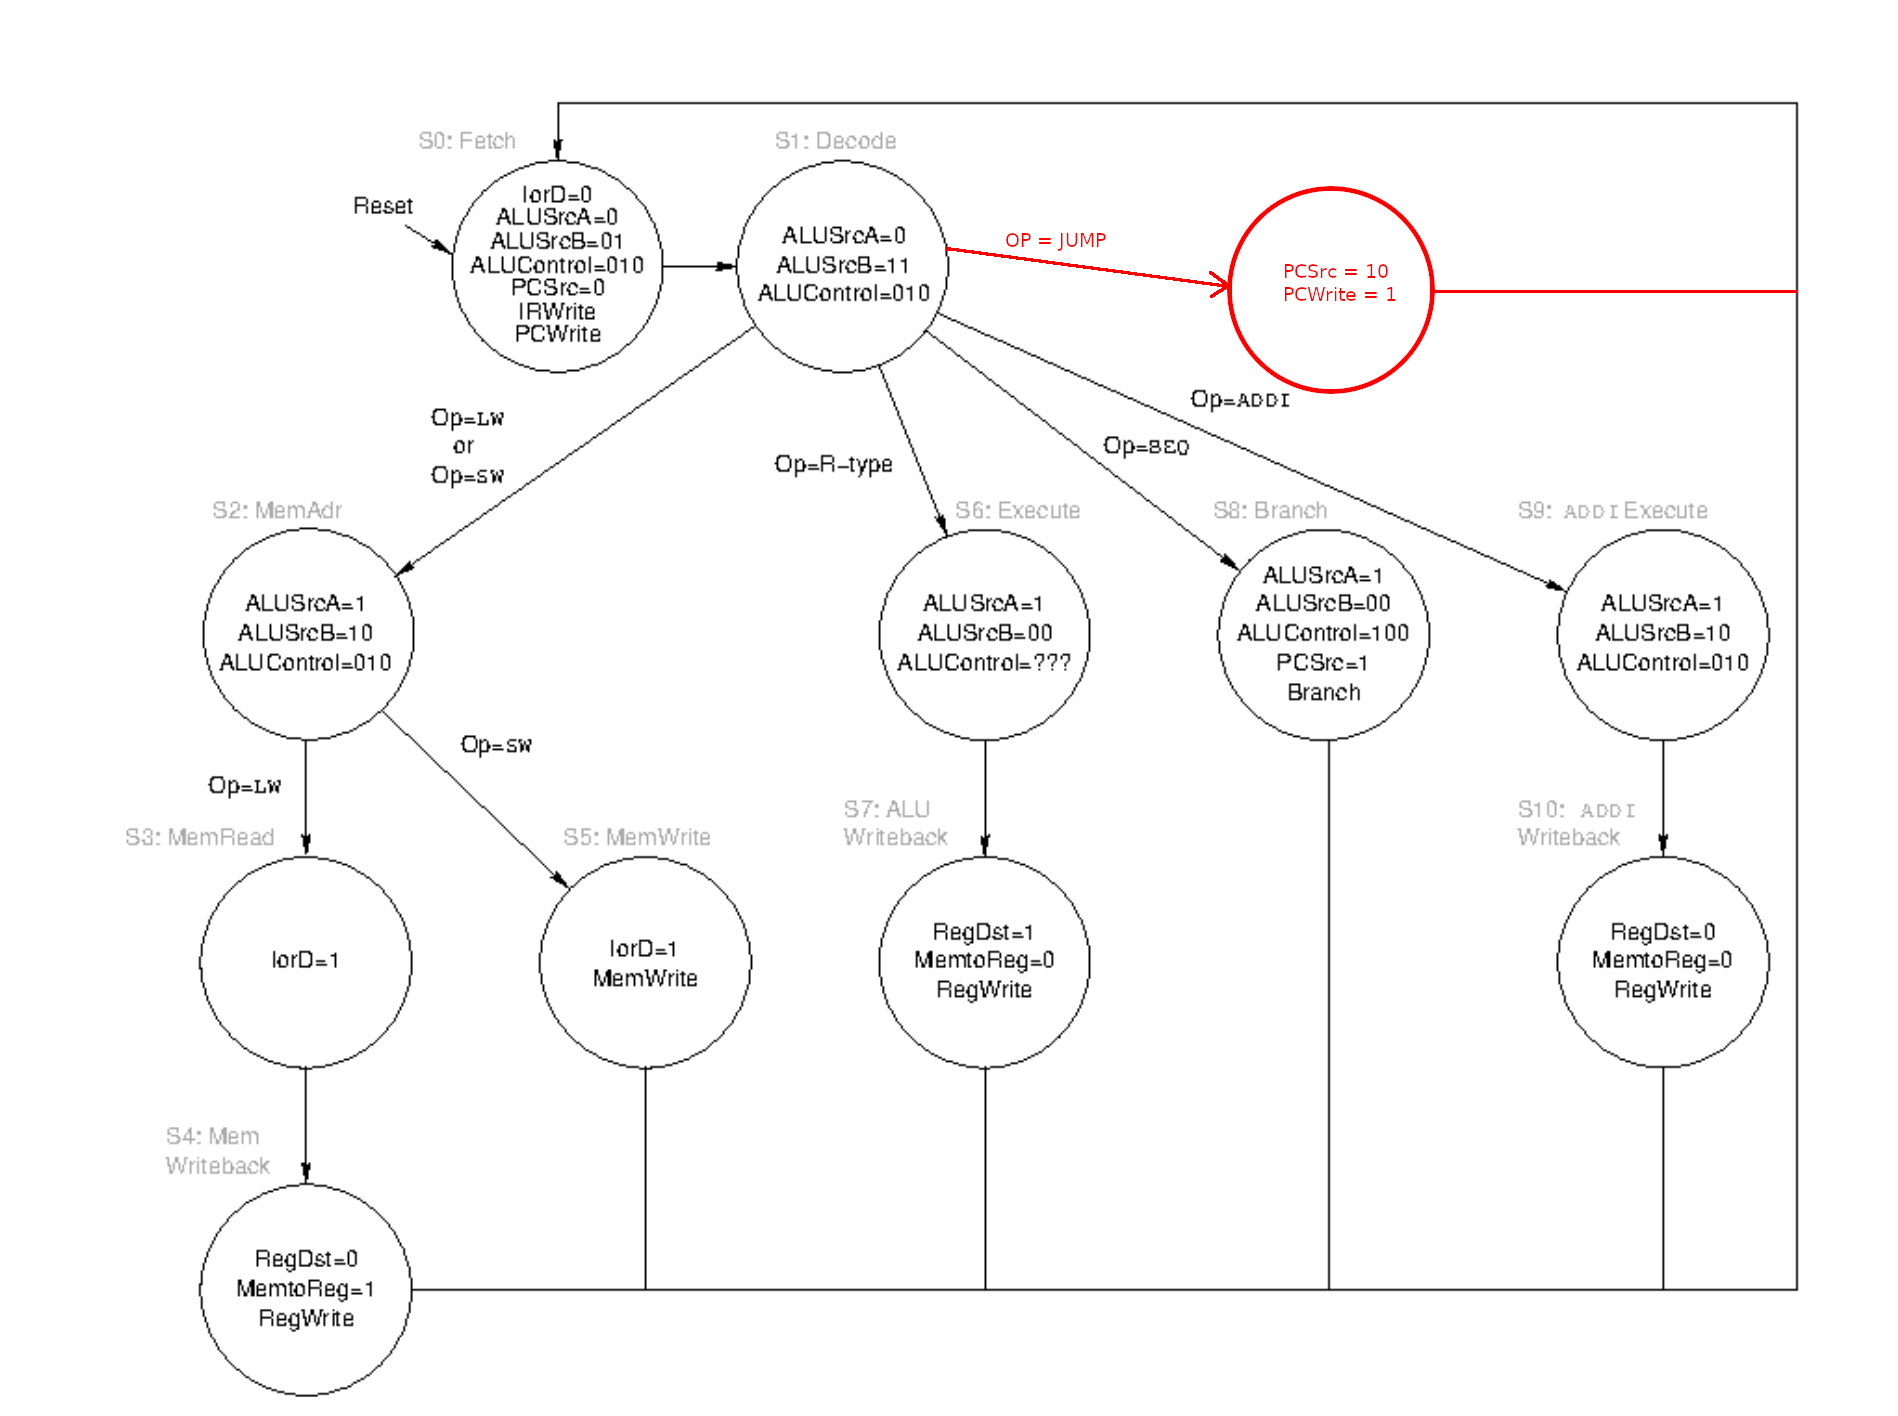 S0: Fetch
S1: Decode
Reset
IorD=0
ALUSrcA=0
ALUSrcB=01
ALUControl=010
PCSrc=0
IRWrite
PCWrite
ALUSrcA=0
ALUSrcB=11
ALUControl=010
OP = JUMP
PCSrc = 10
PCWrite = 1
Op=LW
or
Op=SW
Op=R-type
Op=BEQ
Op=ADDI
S2: MemAdr
S6: Execute
S8: Branch
S9: ADDI Execute
ALUSrcA=1
ALUSrcB=10
ALUControl=010
ALUSrcA=1
ALUSrcB=00
ALUControl=???
ALUSrcA=1
ALUSrcB=00
ALUControl=100
PCSrc=1
Branch
ALUSrcA=1
ALUSrcB=10
ALUControl=010
Op=LW
Op=SW
S3: MemRead
S5: MemWrite
S7: ALU
Writeback
S10: ADDI
Writeback
IorD=1
IorD=1
MemWrite
RegDst=1
MemtoReg=0
RegWrite
RegDst=0
MemtoReg=0
RegWrite
S4: Mem
Writeback
RegDst=0
MemtoReg=1
RegWrite